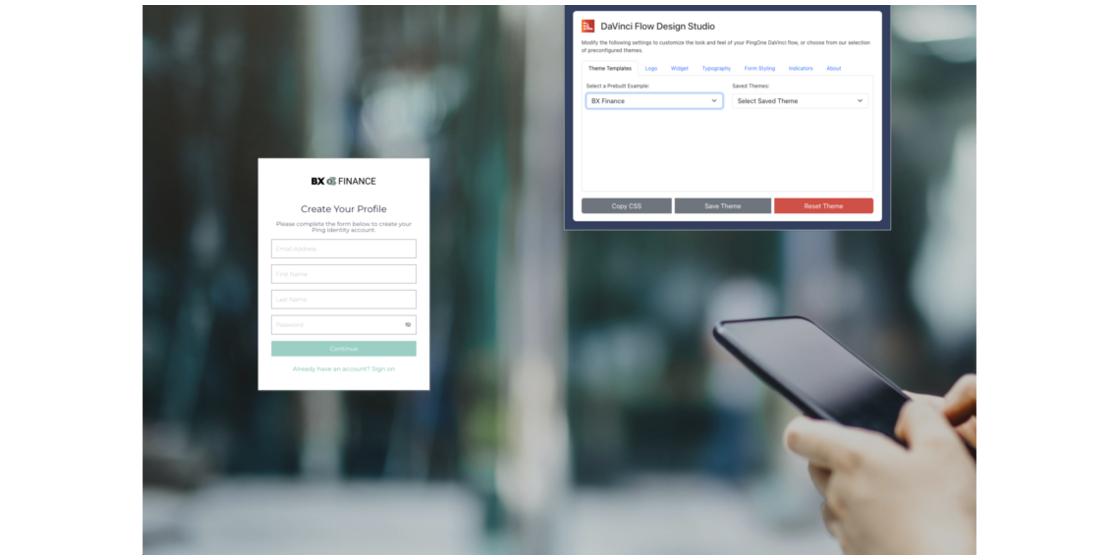 DaVinci Flow Design Studio
Modify the following settings to customize the look and feel of your PingOne DaVinci flow, or choose from our selection
of preconfigured themes.
Theme Templates Logo Widget Typography Form Styling Indicators About
Select a Prebuilt Example: Saved Themes:
BX Finance Select Saved Theme
Copy CSS Save Theme Reset Theme
BX FINANCE
Create Your Profile
Please complete the form below to create your
Ping Identity account.
Email Address
First Name
Last Name
Password
Continue
Already have an account? Sign on